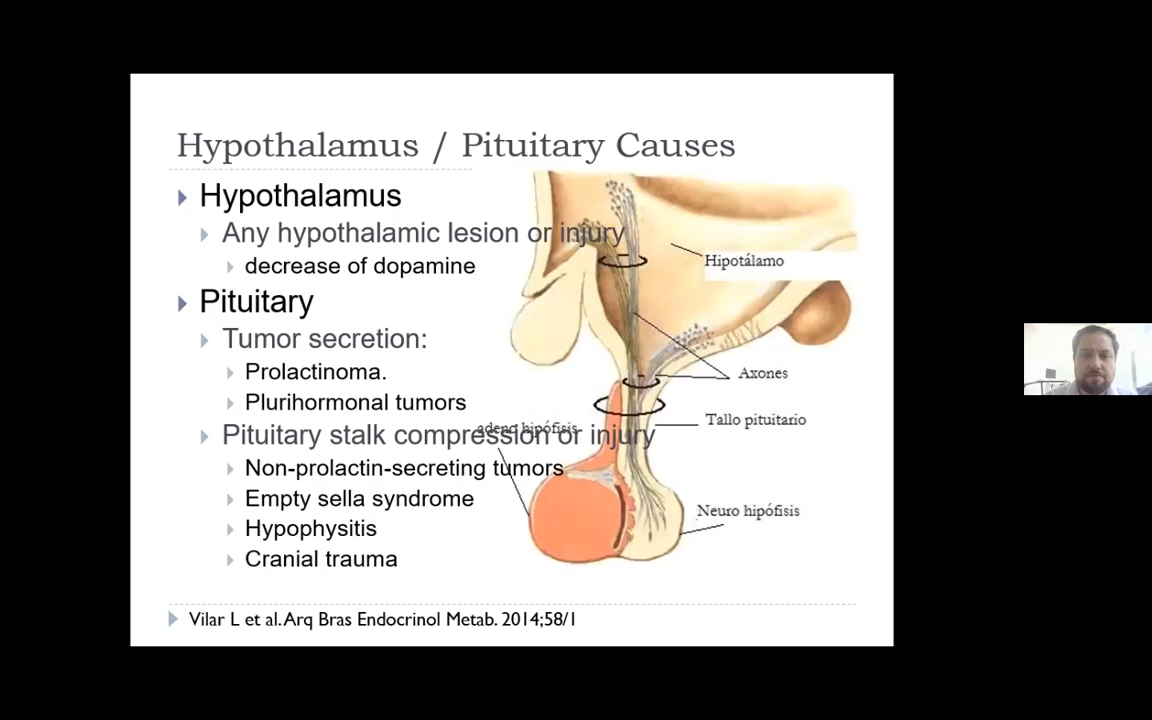 Hypothalamus / Pituitary Causes
Hypothalamus
Any hypothalamic lesion or injury
decrease of dopamine
Pituitary
Tumor secretion:
Prolactinoma.
Plurihormonal tumors
Pituitary stalk compression or injury
Non-prolactin-secreting tumors
Empty sella syndrome
Hypophysitis
Cranial trauma
Hipotálamo
Axones
Tallo pituitario
adeno hipófisis
Neuro hipófisis
Vilar L et al. Arq Bras Endocrinol Metab. 2014;58/1